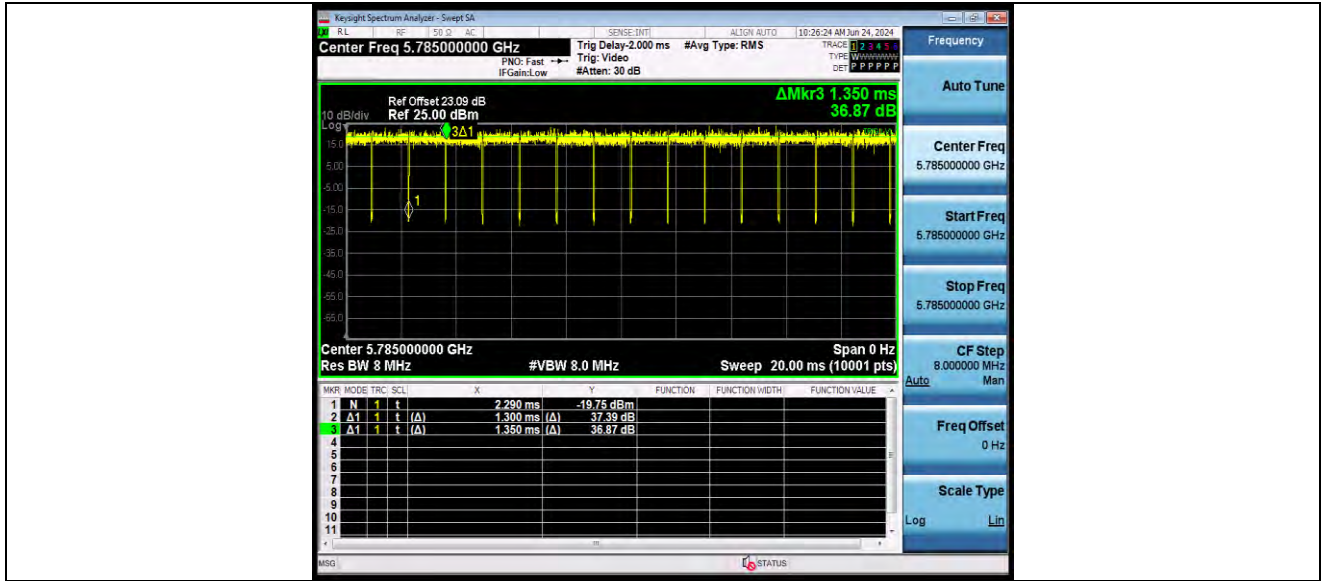 Keysight Spectrum Analyzer - Swept SA
RL RF 50 Ω AC SENSE:INT ALIGN AUTO 10:26:24 AM Jun 24, 2024
Center Freq 5.785000000 GHz
PNO: Fast
IFGain:Low
Trig Delay-2.000 ms
Trig: Video
#Atten: 30 dB
#Avg Type: RMS
TRACE 1 2 3 4 5 6
TYPE W
DET P P P P P P
ΔMkr3 1.350 ms
36.87 dB
10 dB/div
Log
Ref Offset 23.09 dB
Ref 25.00 dBm
3Δ1
1
15.0
5.00
-5.00
-15.0
-25.0
-35.0
-45.0
-55.0
-65.0
Center 5.785000000 GHz Span 0 Hz
Res BW 8 MHz #VBW 8.0 MHz Sweep 20.00 ms (10001 pts)
MKR MODE TRC SCL X Y FUNCTION FUNCTION WIDTH FUNCTION VALUE
1 N 1 t 2.290 ms -19.75 dBm
2 Δ1 1 t (Δ) 1.300 ms (Δ) 37.39 dB
3 Δ1 1 t (Δ) 1.350 ms (Δ) 36.87 dB
4
5
6
7
8
9
10
11
MSG STATUS
Frequency
Auto Tune
Center Freq
5.785000000 GHz
Start Freq
5.785000000 GHz
Stop Freq
5.785000000 GHz
CF Step
8.000000 MHz
Auto Man
Freq Offset
0 Hz
Scale Type
Log Lin